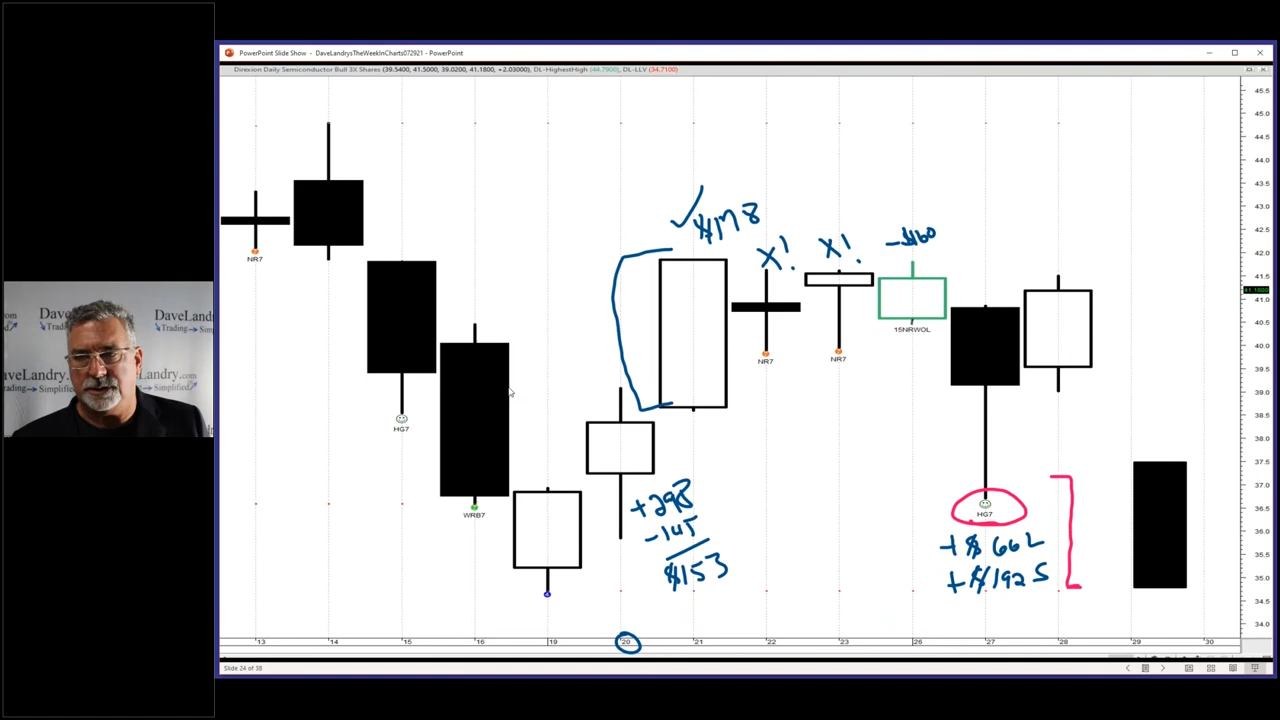 PowerPoint Slide Show - DaveLandrysTheWeekInCharts072921 - PowerPoint
Direxion Daily Semiconductor Bull 3X Shares (39.5400, 41.5000, 39.0200, 41.1800, +2.03000), DL-HighestHigh (44.7900), DL-LLV (34.7100)
45.5
45.0
44.5
44.0
43.5
43.0
42.5
42.0
41.5
41.1800
41.0
40.5
40.0
39.5
39.0
38.5
38.0
37.5
37.0
36.5
36.0
35.5
35.0
34.5
34.0
NR7
HG7
WRB7
+298
-145
$153
X!
NR7
X!
NR7
-$160
15NRWOL
HG7
+$662
+$1925
13 14 15 16 19 20 21 22 23 26 27 28 29 30
Slide 24 of 38
DaveLandry.com
Trading Simplified